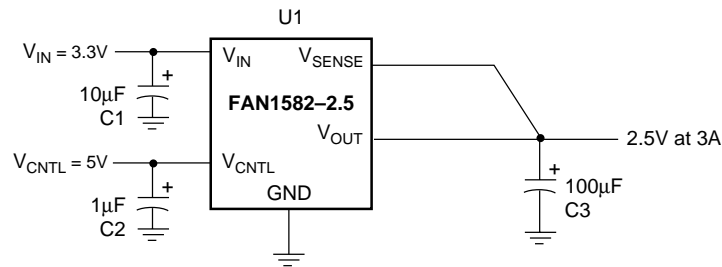 U1
V_IN = 3.3V
+
10µF
C1
V_IN
V_SENSE
FAN1582–2.5
V_OUT
2.5V at 3A
V_CNTL = 5V
+
1µF
C2
V_CNTL
GND
+
100µF
C3